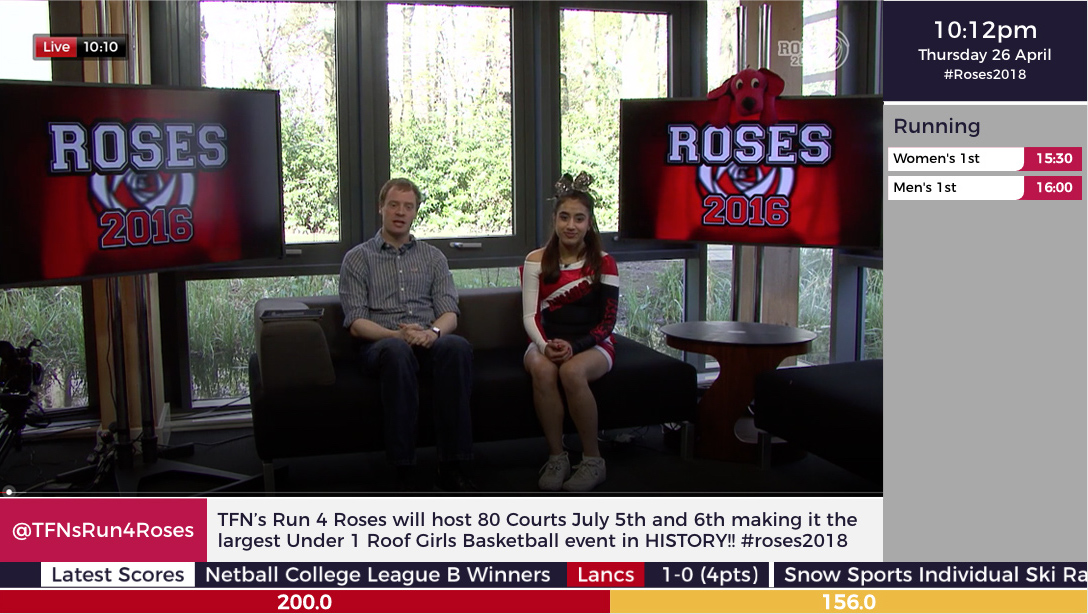 Live 10:10
ROSES
20
10:12pm
Thursday 26 April
#Roses2018
ROSES
2016
ROSES
2016
Running
Women's 1st 15:30
Men's 1st 16:00
@TFNsRun4Roses
TFN's Run 4 Roses will host 80 Courts July 5th and 6th making it the
largest Under 1 Roof Girls Basketball event in HISTORY!! #roses2018
Latest Scores Netball College League B Winners Lancs 1-0 (4pts) Snow Sports Individual Ski Ra
200.0 156.0